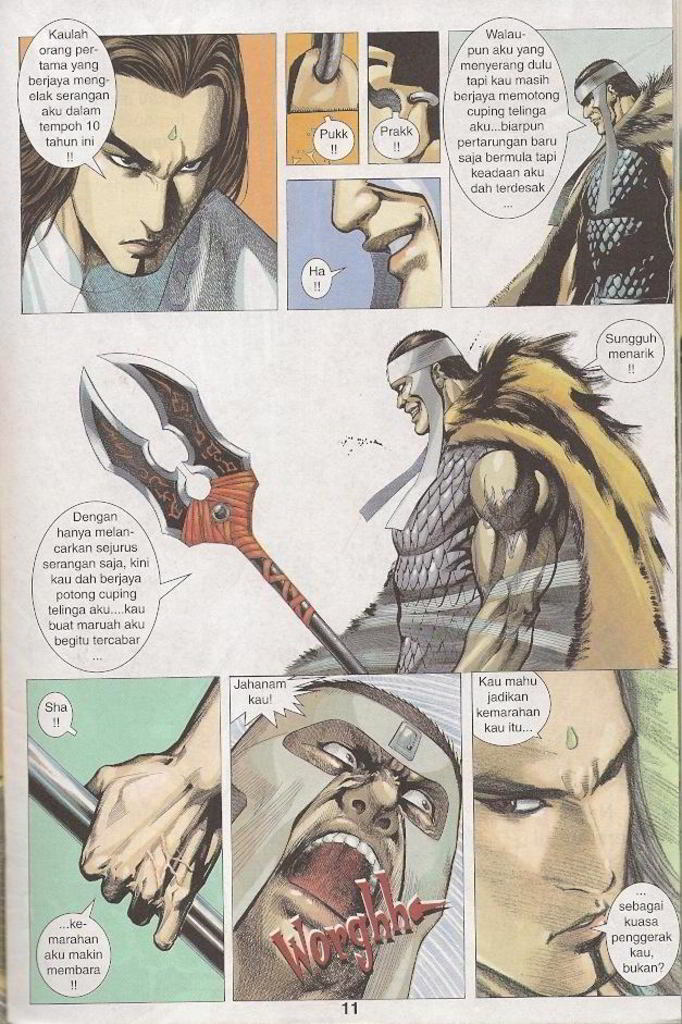 Kaulah
orang per-
tama yang
berjaya meng-
elak serangan
aku dalam
tempoh 10
tahun ini
!!
Pukk
!!
Prakk
!!
Ha
!!
Walau-
pun aku yang
menyerang dulu
tapi kau masih
berjaya memotong
cuping telinga
aku...biarpun
pertarungan baru
saja bermula tapi
keadaan aku
dah terdesak
...
Sungguh
menarik
!!
Dengan
hanya melan-
carkan sejurus
serangan saja, kini
kau dah berjaya
potong cuping
telinga aku....kau
buat maruah aku
begitu tercabar
...
Sha
!!
...ke-
marahan
aku makin
membara
!!
Jahanam
kau!
Worghh
Kau mahu
jadikan
kemarahan
kau itu...
...
sebagai
kuasa
penggerak
kau,
bukan?
11